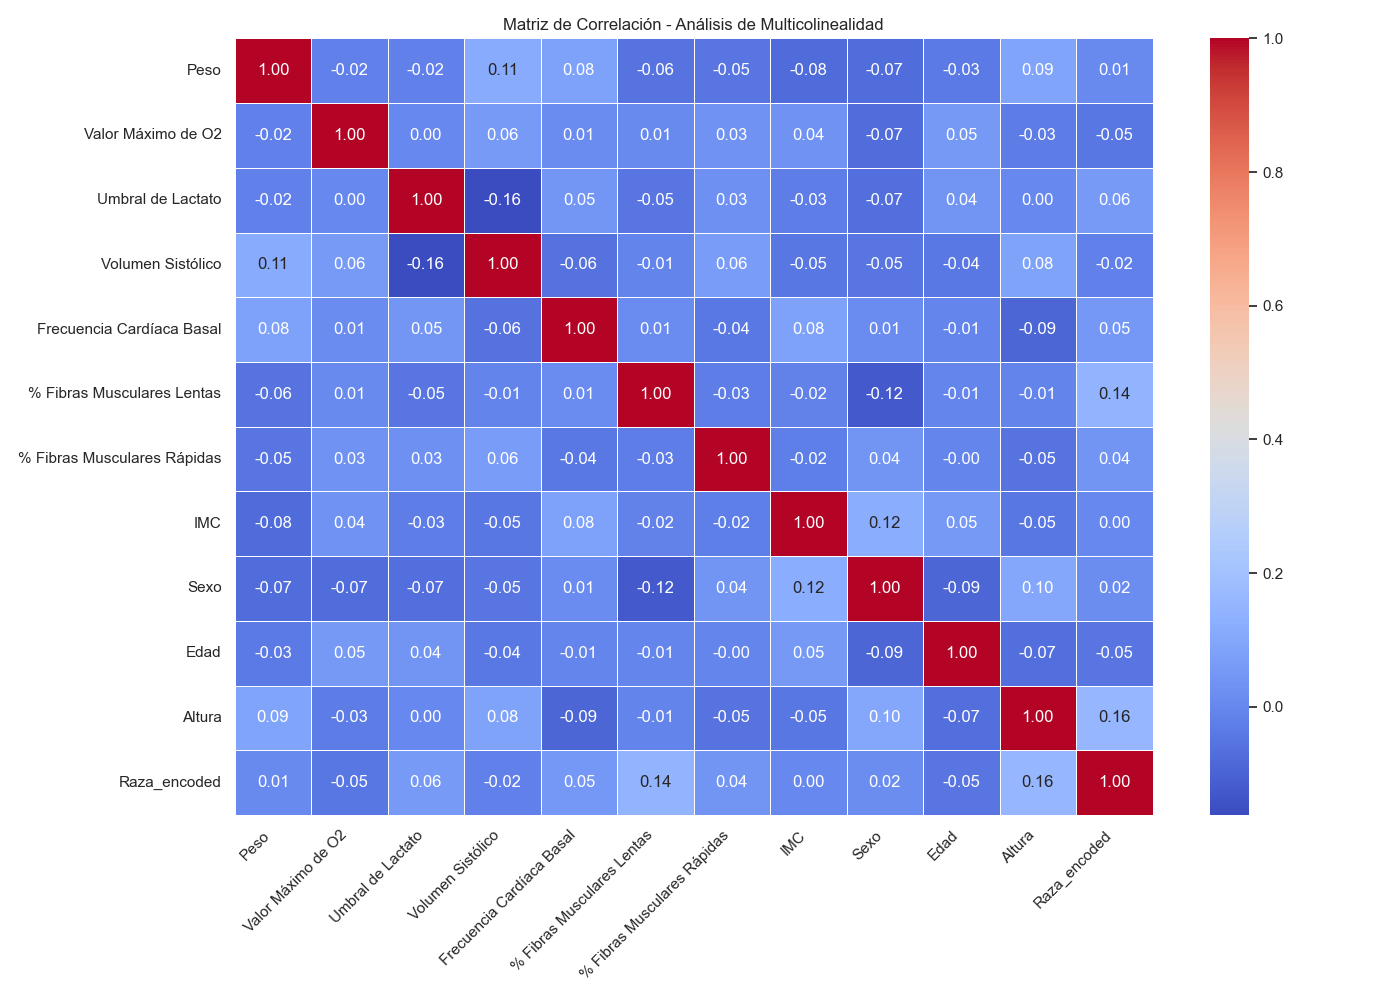 Matriz de Correlación - Análisis de Multicolinealidad
Peso 1.00 -0.02 -0.02 0.11 0.08 -0.06 -0.05 -0.08 -0.07 -0.03 0.09 0.01
Valor Máximo de O2 -0.02 1.00 0.00 0.06 0.01 0.01 0.03 0.04 -0.07 0.05 -0.03 -0.05
Umbral de Lactato -0.02 0.00 1.00 -0.16 0.05 -0.05 0.03 -0.03 -0.07 0.04 0.00 0.06
Volumen Sistólico 0.11 0.06 -0.16 1.00 -0.06 -0.01 0.06 -0.05 -0.05 -0.04 0.08 -0.02
Frecuencia Cardíaca Basal 0.08 0.01 0.05 -0.06 1.00 0.01 -0.04 0.08 0.01 -0.01 -0.09 0.05
% Fibras Musculares Lentas -0.06 0.01 -0.05 -0.01 0.01 1.00 -0.03 -0.02 -0.12 -0.01 -0.01 0.14
% Fibras Musculares Rápidas -0.05 0.03 0.03 0.06 -0.04 -0.03 1.00 -0.02 0.04 -0.00 -0.05 0.04
IMC -0.08 0.04 -0.03 -0.05 0.08 -0.02 -0.02 1.00 0.12 0.05 -0.05 0.00
Sexo -0.07 -0.07 -0.07 -0.05 0.01 -0.12 0.04 0.12 1.00 -0.09 0.10 0.02
Edad -0.03 0.05 0.04 -0.04 -0.01 -0.01 -0.00 0.05 -0.09 1.00 -0.07 -0.05
Altura 0.09 -0.03 0.00 0.08 -0.09 -0.01 -0.05 -0.05 0.10 -0.07 1.00 0.16
Raza_encoded 0.01 -0.05 0.06 -0.02 0.05 0.14 0.04 0.00 0.02 -0.05 0.16 1.00
Peso
Valor Máximo de O2
Umbral de Lactato
Volumen Sistólico
Frecuencia Cardíaca Basal
% Fibras Musculares Lentas
% Fibras Musculares Rápidas
IMC
Sexo
Edad
Altura
Raza_encoded
1.0
0.8
0.6
0.4
0.2
0.0